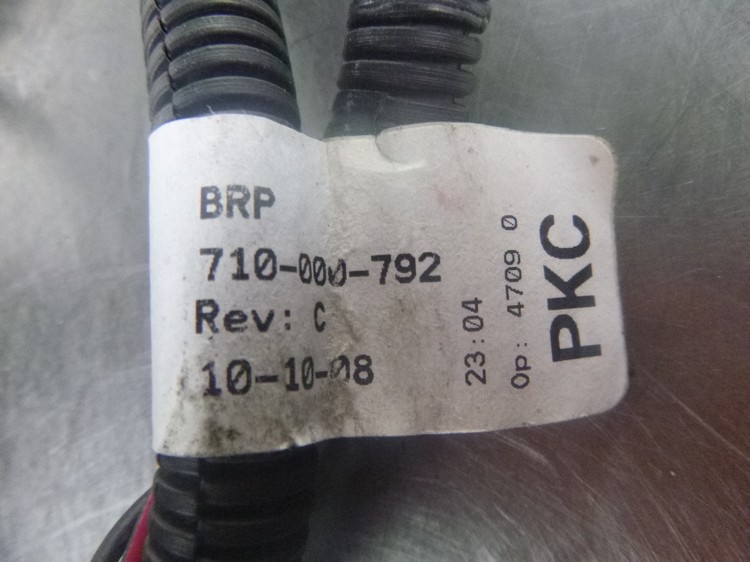 BRP
710-000-792
Rev: C
10-10-08
23:04
Op: 4709 0
PKC